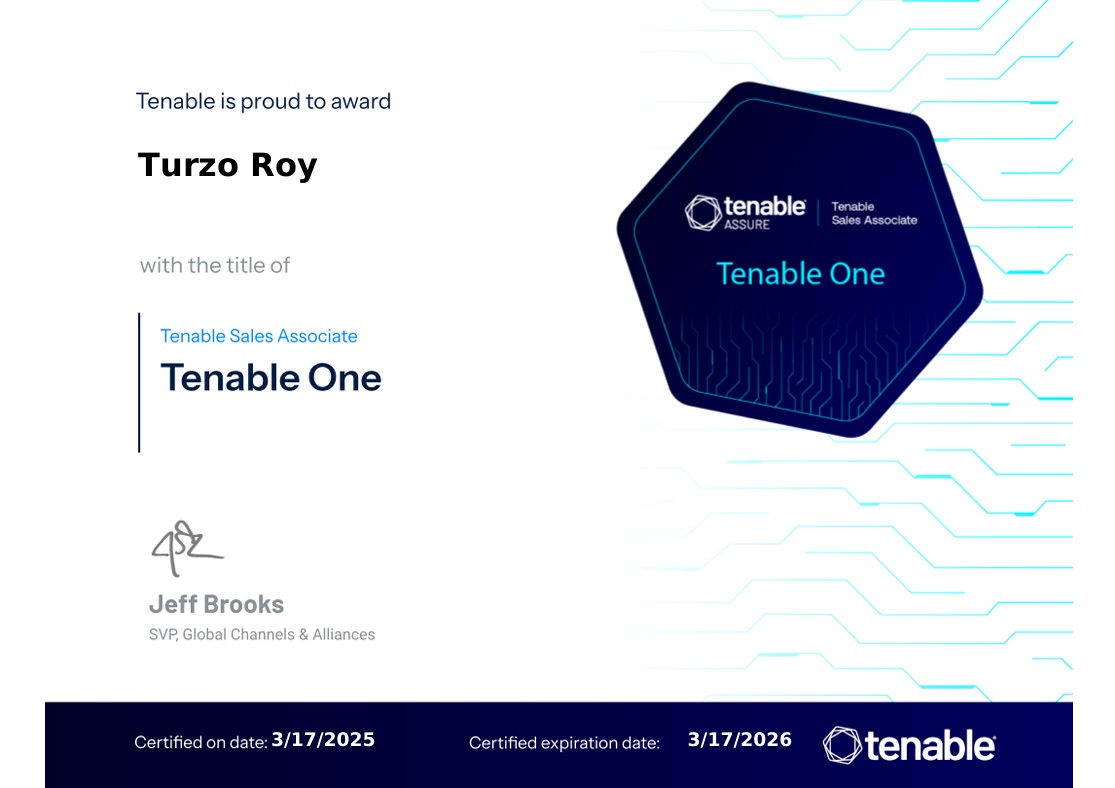 Tenable is proud to award
Turzo Roy
with the title of
Tenable Sales Associate
Tenable One
tenable
ASSURE
Tenable
Sales Associate
Tenable One
Jeff Brooks
SVP, Global Channels & Alliances
Certified on date: 3/17/2025
Certified expiration date: 3/17/2026
tenable®